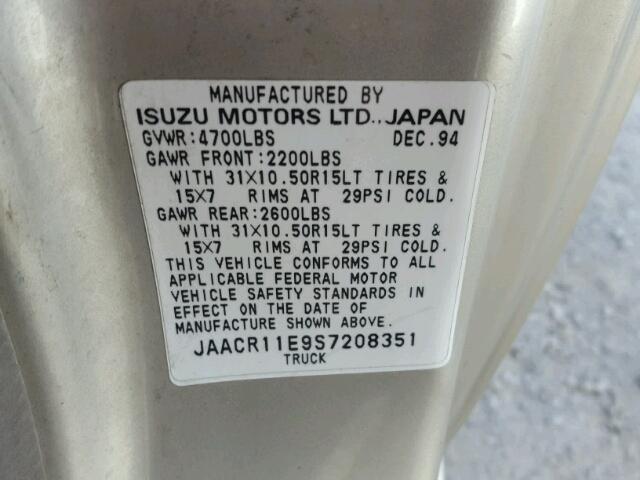 MANUFACTURED BY
ISUZU MOTORS LTD., JAPAN
GVWR:4700LBS DEC.94
GAWR FRONT:2200LBS
WITH 31X10.50R15LT TIRES &
15X7 RIMS AT 29PSI COLD.
GAWR REAR:2600LBS
WITH 31X10.50R15LT TIRES &
15X7 RIMS AT 29PSI COLD.
THIS VEHICLE CONFORMS TO ALL
APPLICABLE FEDERAL MOTOR
VEHICLE SAFETY STANDARDS IN
EFFECT ON THE DATE OF
MANUFACTURE SHOWN ABOVE.
JAACR11E9S7208351
TRUCK